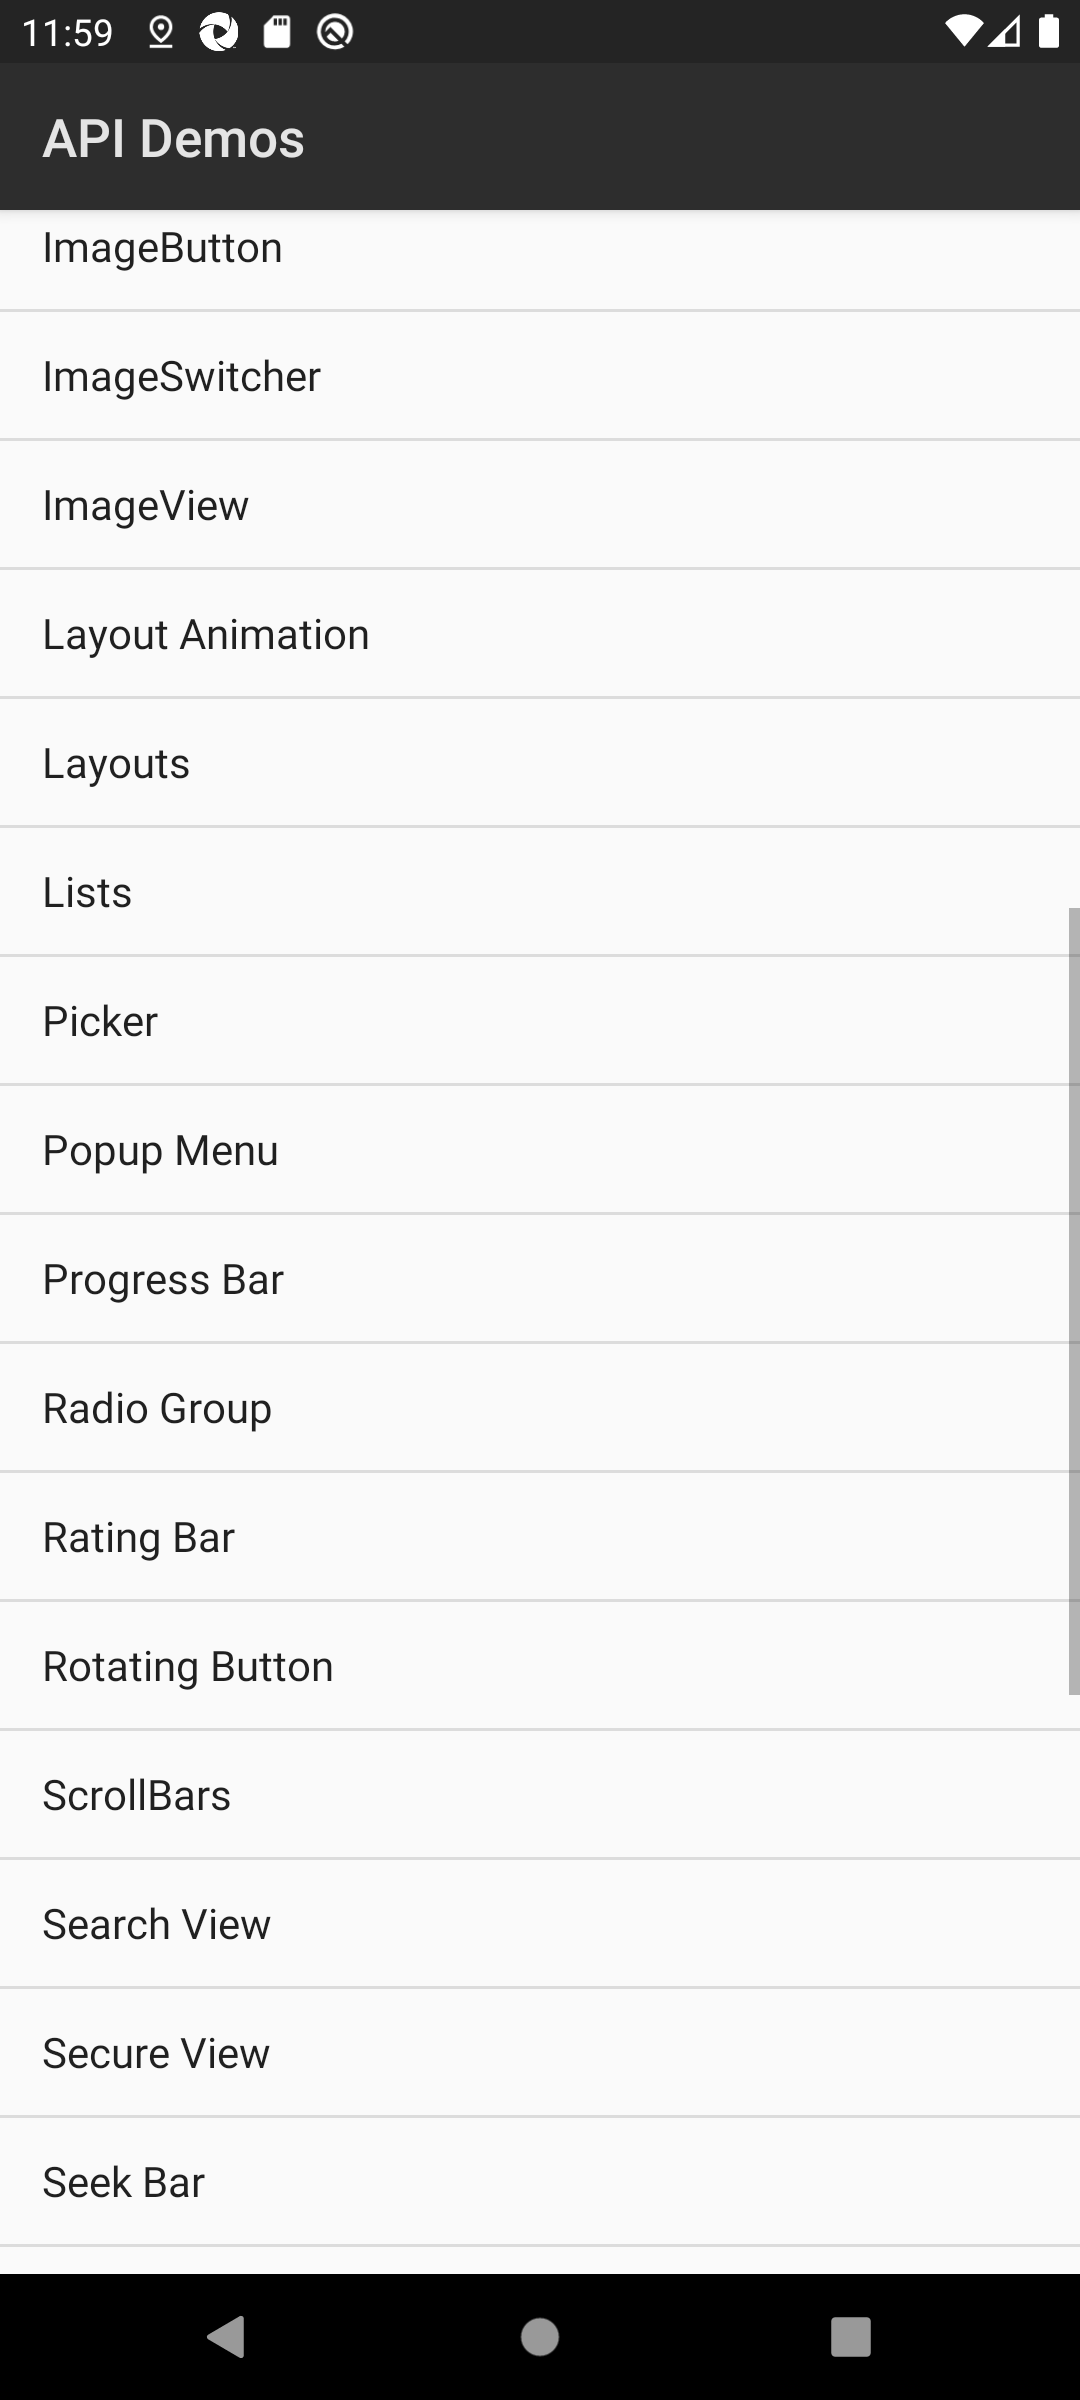 11:59
API Demos
ImageButton
ImageSwitcher
ImageView
Layout Animation
Layouts
Lists
Picker
Popup Menu
Progress Bar
Radio Group
Rating Bar
Rotating Button
ScrollBars
Search View
Secure View
Seek Bar